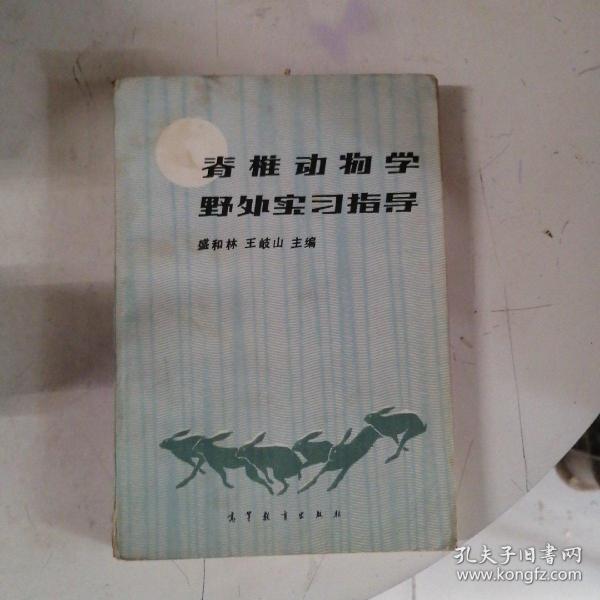 脊椎动物学
野外实习指导
盛和林 王岐山 主编
高等教育出版社
孔夫子旧书网
www.kongfz.com